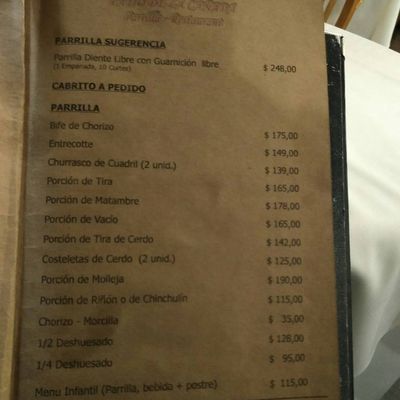 Parrilla - Restaurant
PARRILLA SUGERENCIA
Parrilla Diente Libre con Guarnición libre $ 248,00
(1 Empanada, 10 Cortes)
CABRITO A PEDIDO
PARRILLA
Bife de Chorizo $ 175,00
Entrecotte $ 149,00
Churrasco de Cuadril (2 unid.) $ 139,00
Porción de Tira $ 165,00
Porción de Matambre $ 178,00
Porción de Vacío $ 165,00
Porción de Tira de Cerdo $ 142,00
Costeletas de Cerdo (2 unid.) $ 125,00
Porción de Molleja $ 190,00
Porción de Riñón o de Chinchulín $ 115,00
Chorizo - Morcilla $ 35,00
1/2 Deshuesado $ 128,00
1/4 Deshuesado $ 95,00
Menu Infantil (Parrilla, bebida + postre) $ 115,00